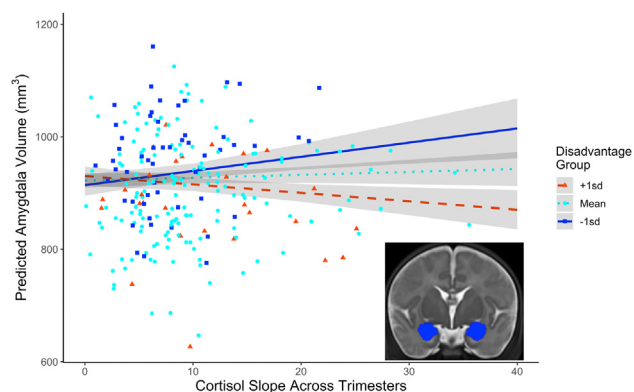 1200
1000
800
600
Predicted Amygdala Volume (mm³)
0
10
20
30
40
Cortisol Slope Across Trimesters
Disadvantage
Group
+1sd
Mean
-1sd